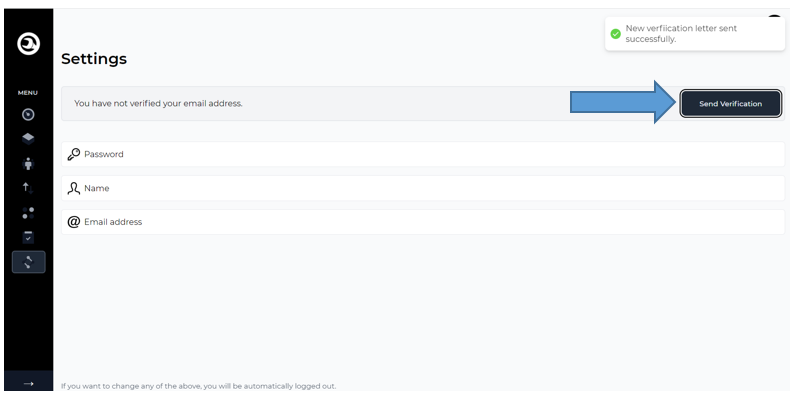 New verfiication letter sent
successfully.
Settings
MENU
You have not verified your email address.
Send Verification
Password
Name
@ Email address
If you want to change any of the above, you will be automatically logged out.